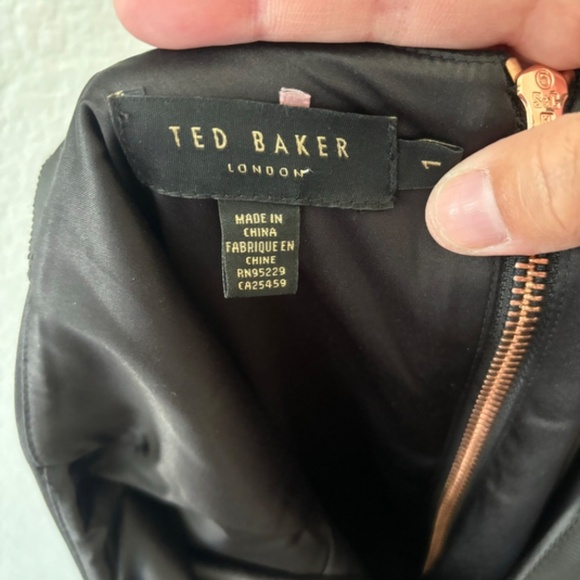 TED BAKER
LONDON
1
MADE IN
CHINA
FABRIQUE EN
CHINE
RN95229
CA25459